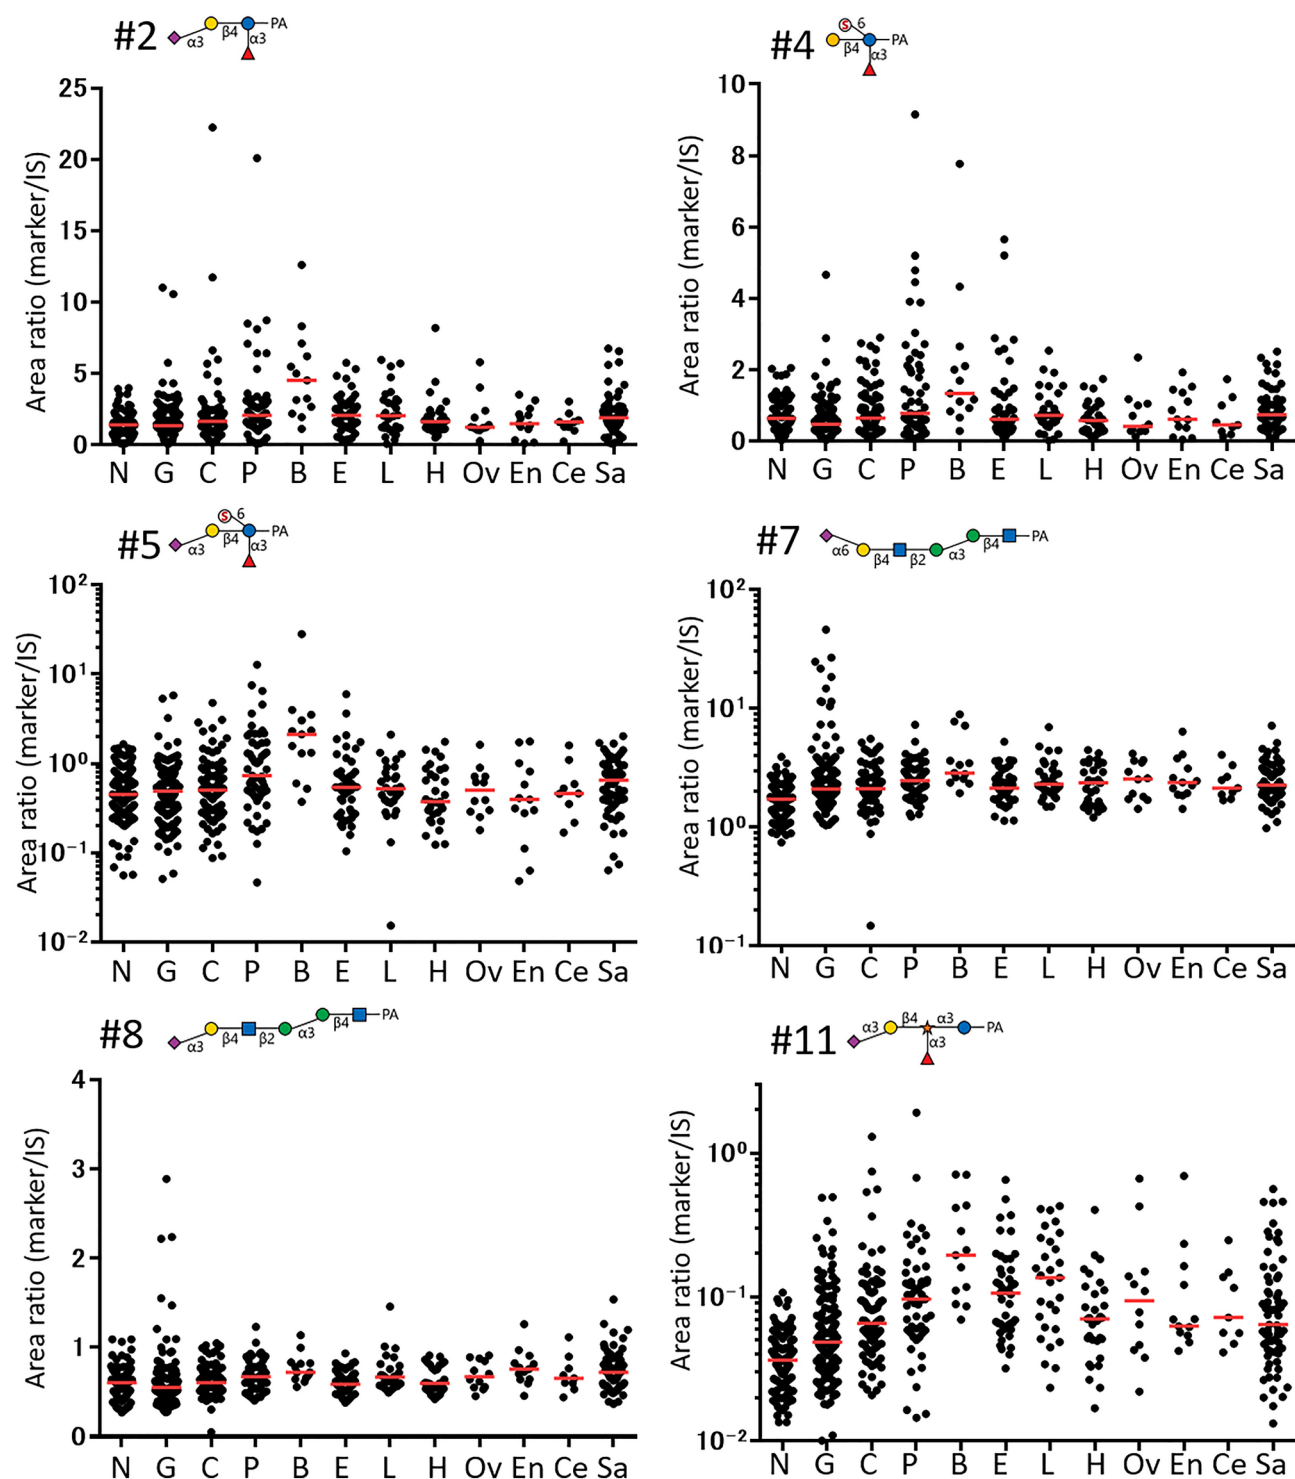 #2 α3 β4 α3 PA
Area ratio (marker/IS)
25
20
15
10
5
0
N G C P B E L H Ov En Ce Sa
#4 S 6 β4 α3 PA
Area ratio (marker/IS)
10
8
6
4
2
0
N G C P B E L H Ov En Ce Sa
#5 α3 S 6 β4 α3 PA
Area ratio (marker/IS)
10²
10¹
10⁰
10⁻¹
10⁻²
N G C P B E L H Ov En Ce Sa
#7 α6 β4 β2 α3 β4 PA
Area ratio (marker/IS)
10²
10¹
10⁰
10⁻¹
N G C P B E L H Ov En Ce Sa
#8 α3 β4 β2 α3 β4 PA
Area ratio (marker/IS)
4
3
2
1
0
N G C P B E L H Ov En Ce Sa
#11 α3 β4 α3 α3 PA
Area ratio (marker/IS)
10⁰
10⁻¹
10⁻²
N G C P B E L H Ov En Ce Sa